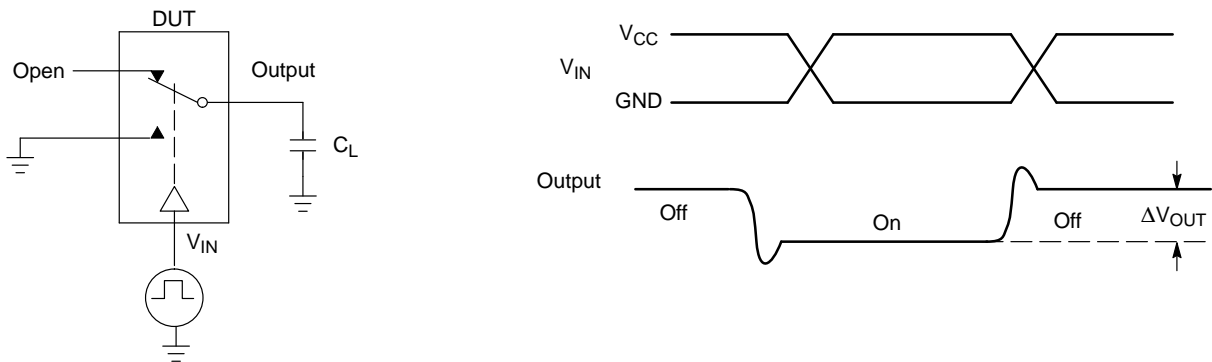 DUT
Open
Output
C_L
V_IN
V_CC
V_IN
GND
Output
Off
On
Off
ΔV_OUT